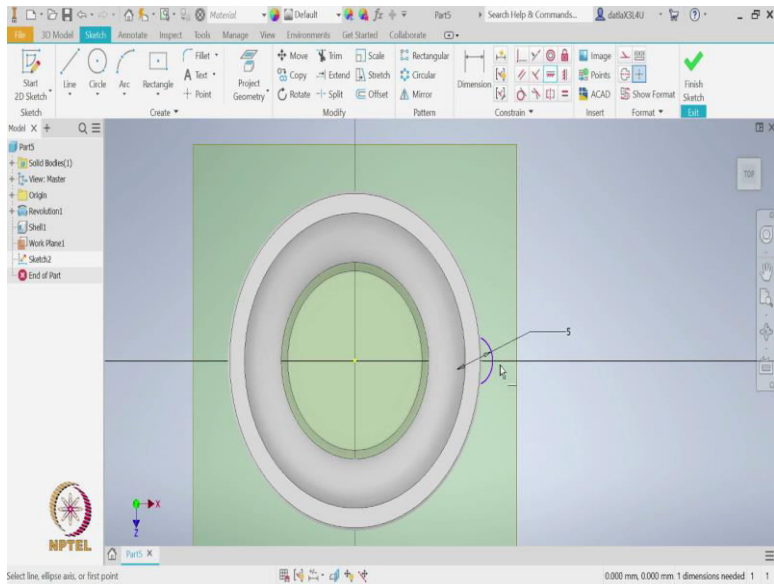 Material Default Part5 Search Help & Commands... datlaX3L4U
File 3D Model Sketch Annotate Inspect Tools Manage View Environments Get Started Collaborate
Start 2D Sketch Line Circle Arc Rectangle Fillet Text Point Project Geometry Move Copy Rotate Trim Extend Split Scale Stretch Offset Rectangular Circular Mirror Dimension Image Points ACAD Show Format Finish Sketch
Sketch Create Modify Pattern Constrain Insert Format Exit
Model
Part5
Solid Bodies(1)
View: Master
Origin
Revolution1
Shell1
Work Plane1
Sketch2
End of Part
TOP
5
X
Z
NPTEL
Part5
Select line, ellipse axis, or first point 0.000 mm, 0.000 mm 1 dimensions needed 1 1